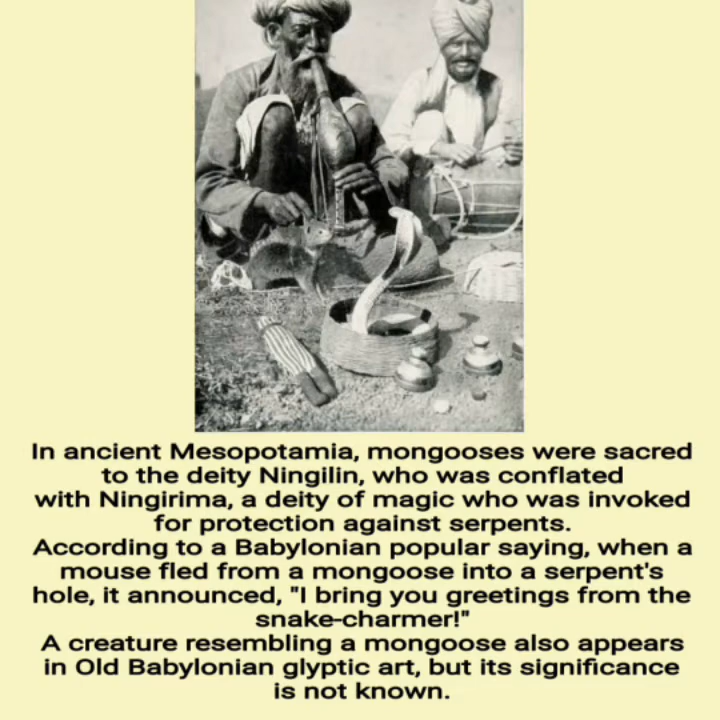 In ancient Mesopotamia, mongooses were sacred
to the deity Ningilin, who was conflated
with Ningirima, a deity of magic who was invoked
for protection against serpents.
According to a Babylonian popular saying, when a
mouse fled from a mongoose into a serpent's
hole, it announced, "I bring you greetings from the
snake-charmer!"
A creature resembling a mongoose also appears
in Old Babylonian glyptic art, but its significance
is not known.